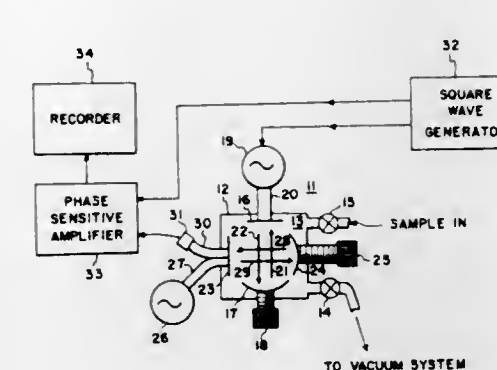 34
32
RECORDER
SQUARE
WAVE
GENERATOR
19
20
11
12
16
13
15
SAMPLE IN
PHASE
SENSITIVE
AMPLIFIER
31
30
22
28
27
29
21
24
25
33
23
17
14
26
18
TO VACUUM SYSTEM